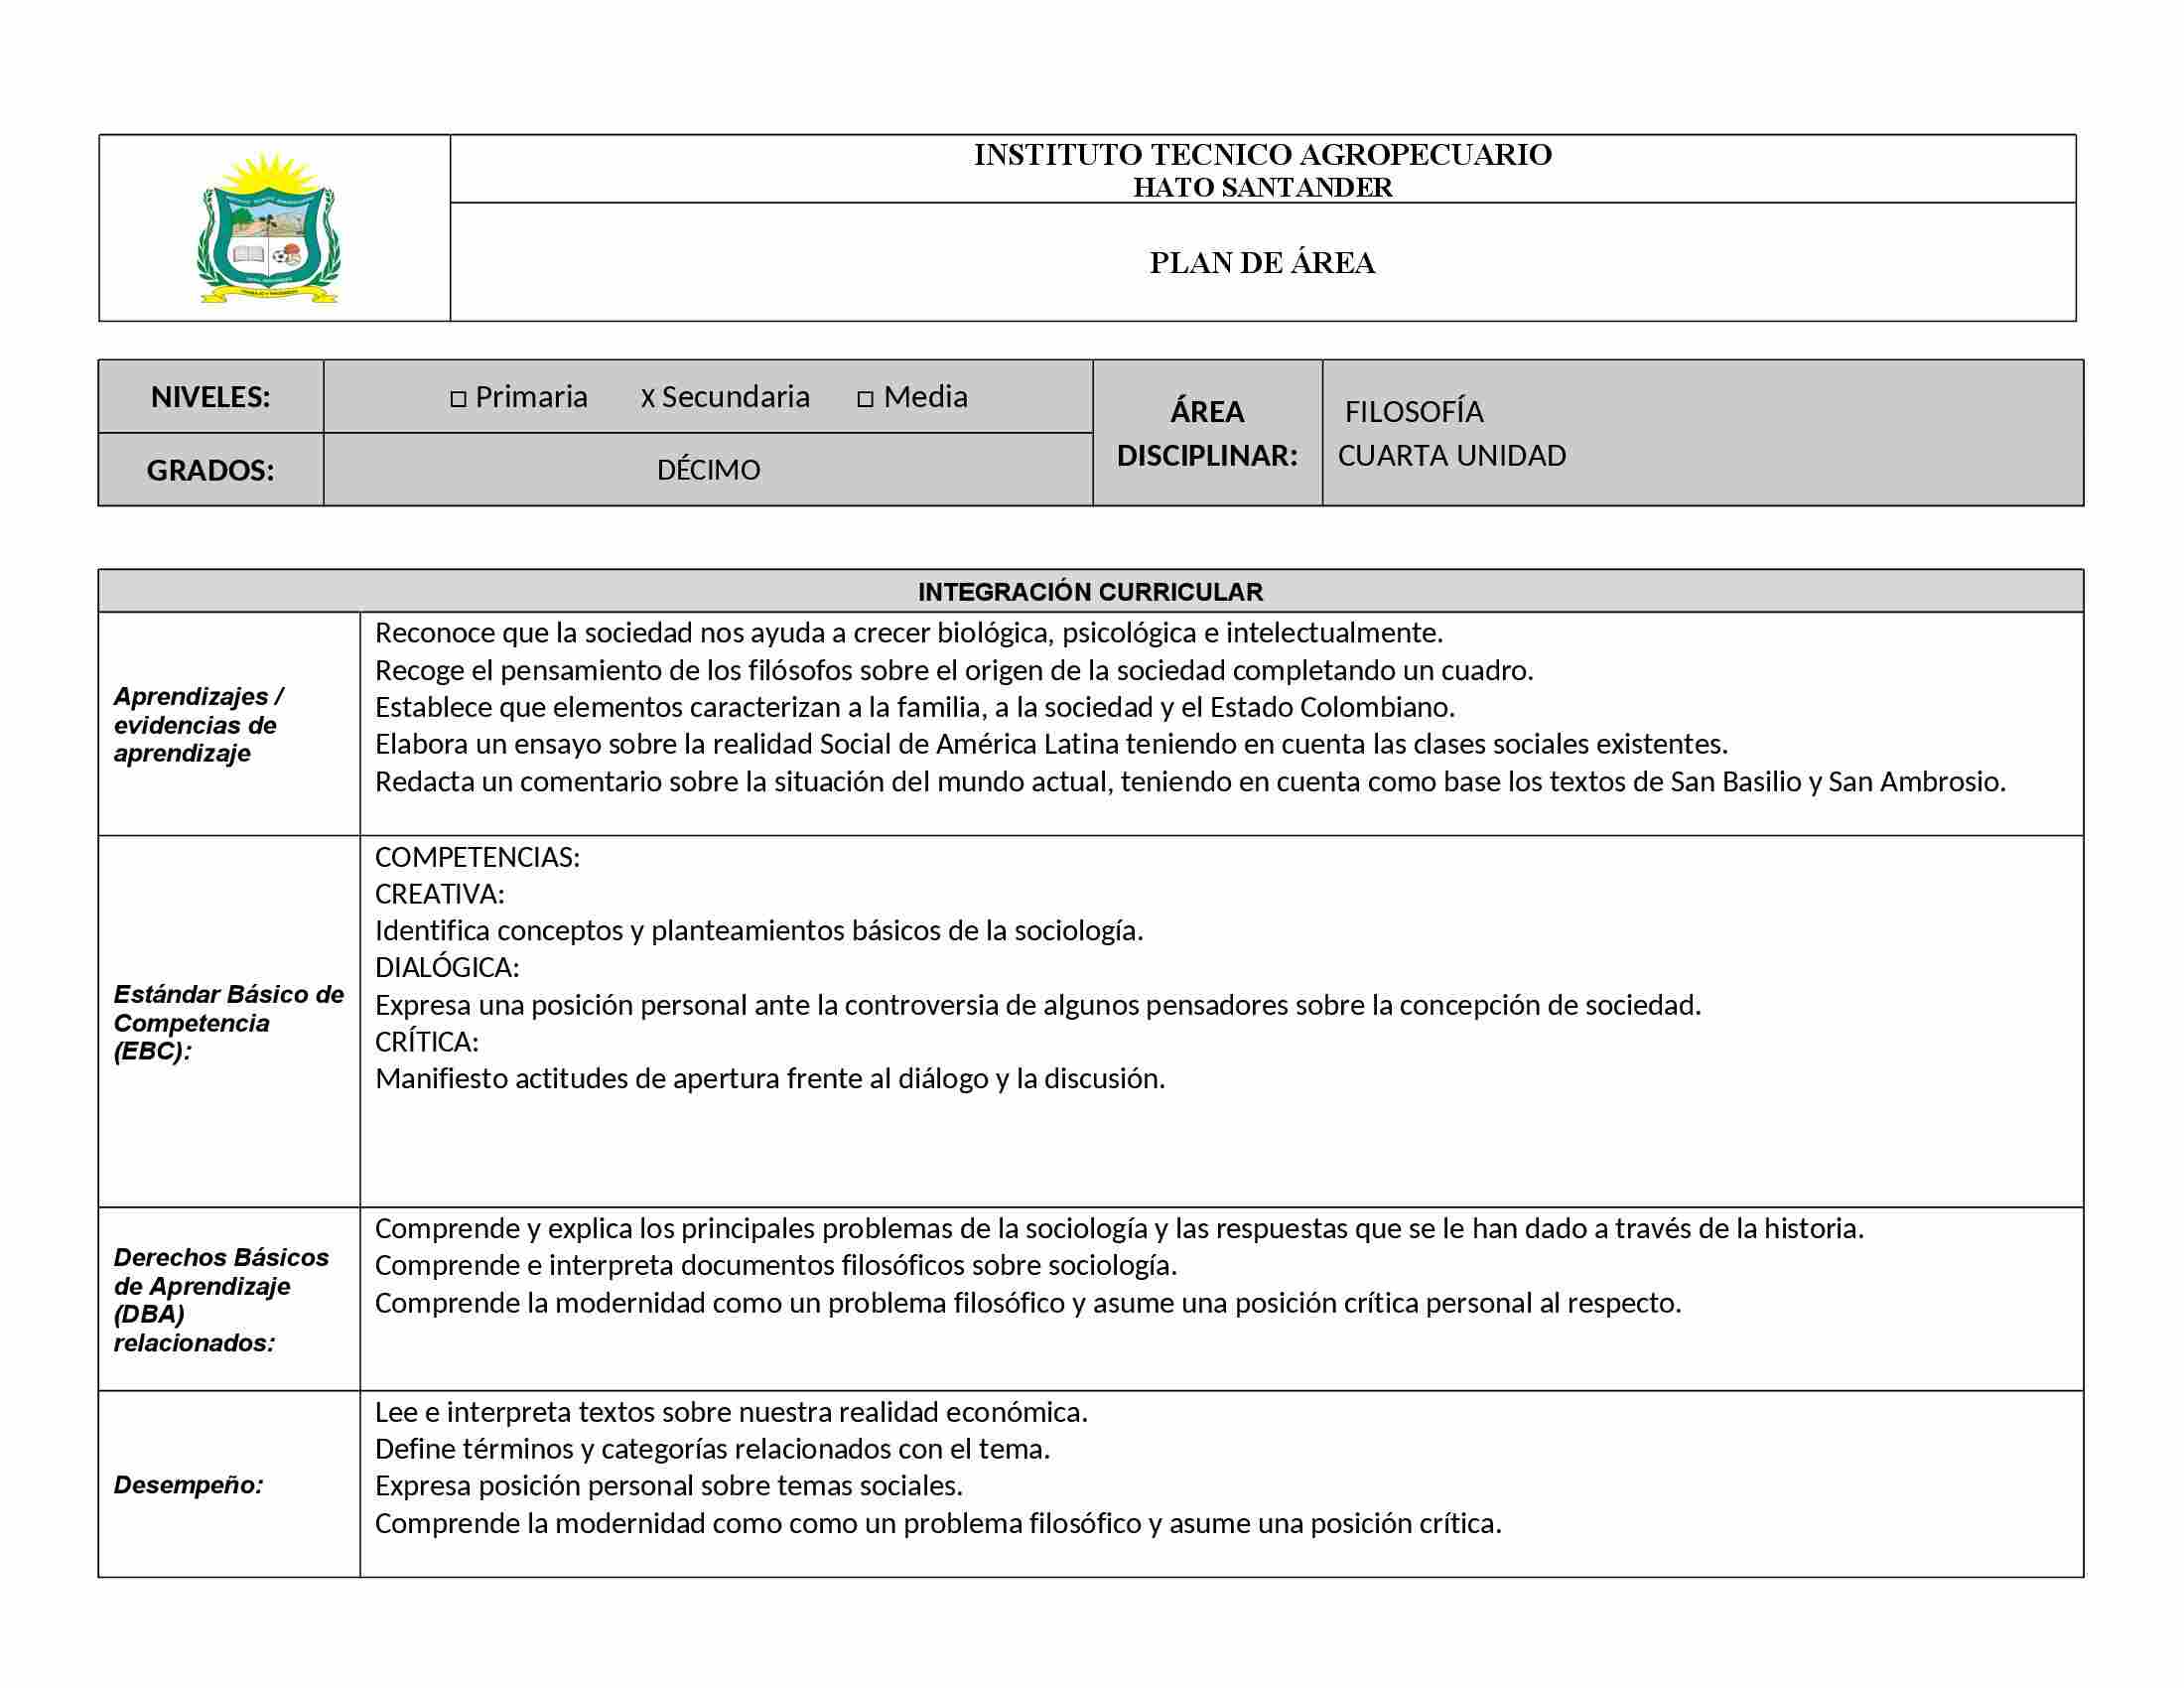 INSTITUTO TECNICO AGROPECUARIO
HATO SANTANDER
PLAN DE ÁREA
NIVELES:
□ Primaria X Secundaria □ Media
GRADOS:
DÉCIMO
ÁREA
DISCIPLINAR:
FILOSOFÍA
CUARTA UNIDAD
INTEGRACIÓN CURRICULAR
Aprendizajes /
evidencias de
aprendizaje
Reconoce que la sociedad nos ayuda a crecer biológica, psicológica e intelectualmente.
Recoge el pensamiento de los filósofos sobre el origen de la sociedad completando un cuadro.
Establece que elementos caracterizan a la familia, a la sociedad y el Estado Colombiano.
Elabora un ensayo sobre la realidad Social de América Latina teniendo en cuenta las clases sociales existentes.
Redacta un comentario sobre la situación del mundo actual, teniendo en cuenta como base los textos de San Basilio y San Ambrosio.
Estándar Básico de
Competencia
(EBC):
COMPETENCIAS:
CREATIVA:
Identifica conceptos y planteamientos básicos de la sociología.
DIALÓGICA:
Expresa una posición personal ante la controversia de algunos pensadores sobre la concepción de sociedad.
CRÍTICA:
Manifiesto actitudes de apertura frente al diálogo y la discusión.
Derechos Básicos
de Aprendizaje
(DBA)
relacionados:
Comprende y explica los principales problemas de la sociología y las respuestas que se le han dado a través de la historia.
Comprende e interpreta documentos filosóficos sobre sociología.
Comprende la modernidad como un problema filosófico y asume una posición crítica personal al respecto.
Desempeño:
Lee e interpreta textos sobre nuestra realidad económica.
Define términos y categorías relacionados con el tema.
Expresa posición personal sobre temas sociales.
Comprende la modernidad como como un problema filosófico y asume una posición crítica.